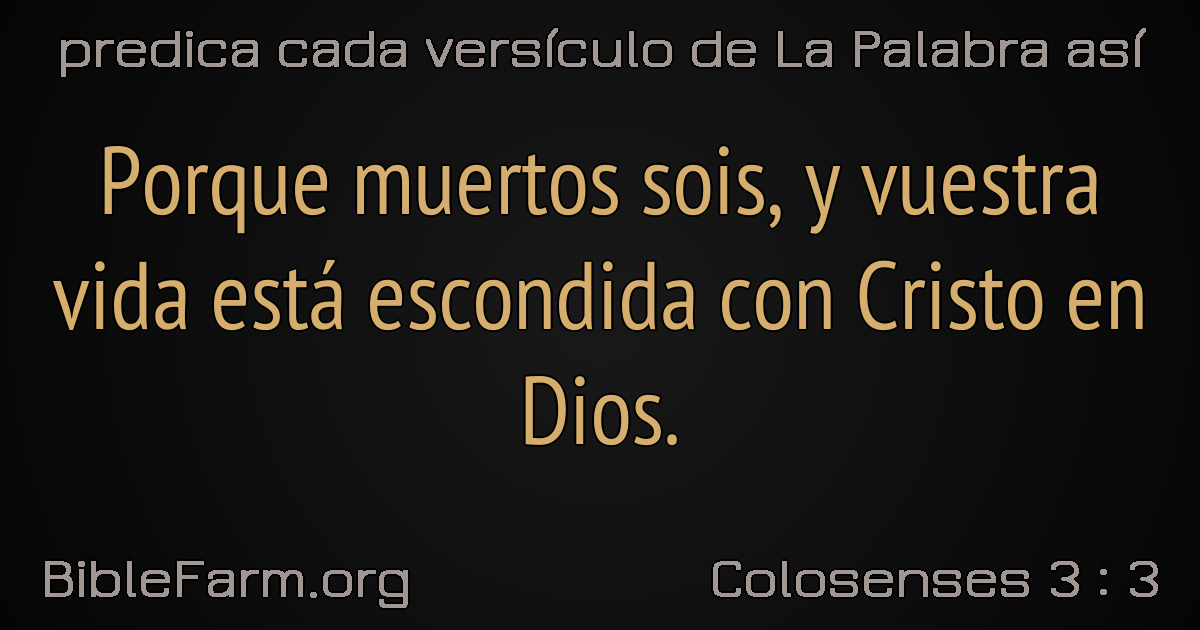 predica cada versículo de La Palabra así
Porque muertos sois, y vuestra
vida está escondida con Cristo en
Dios.
BibleFarm.org
Colosenses 3 : 3